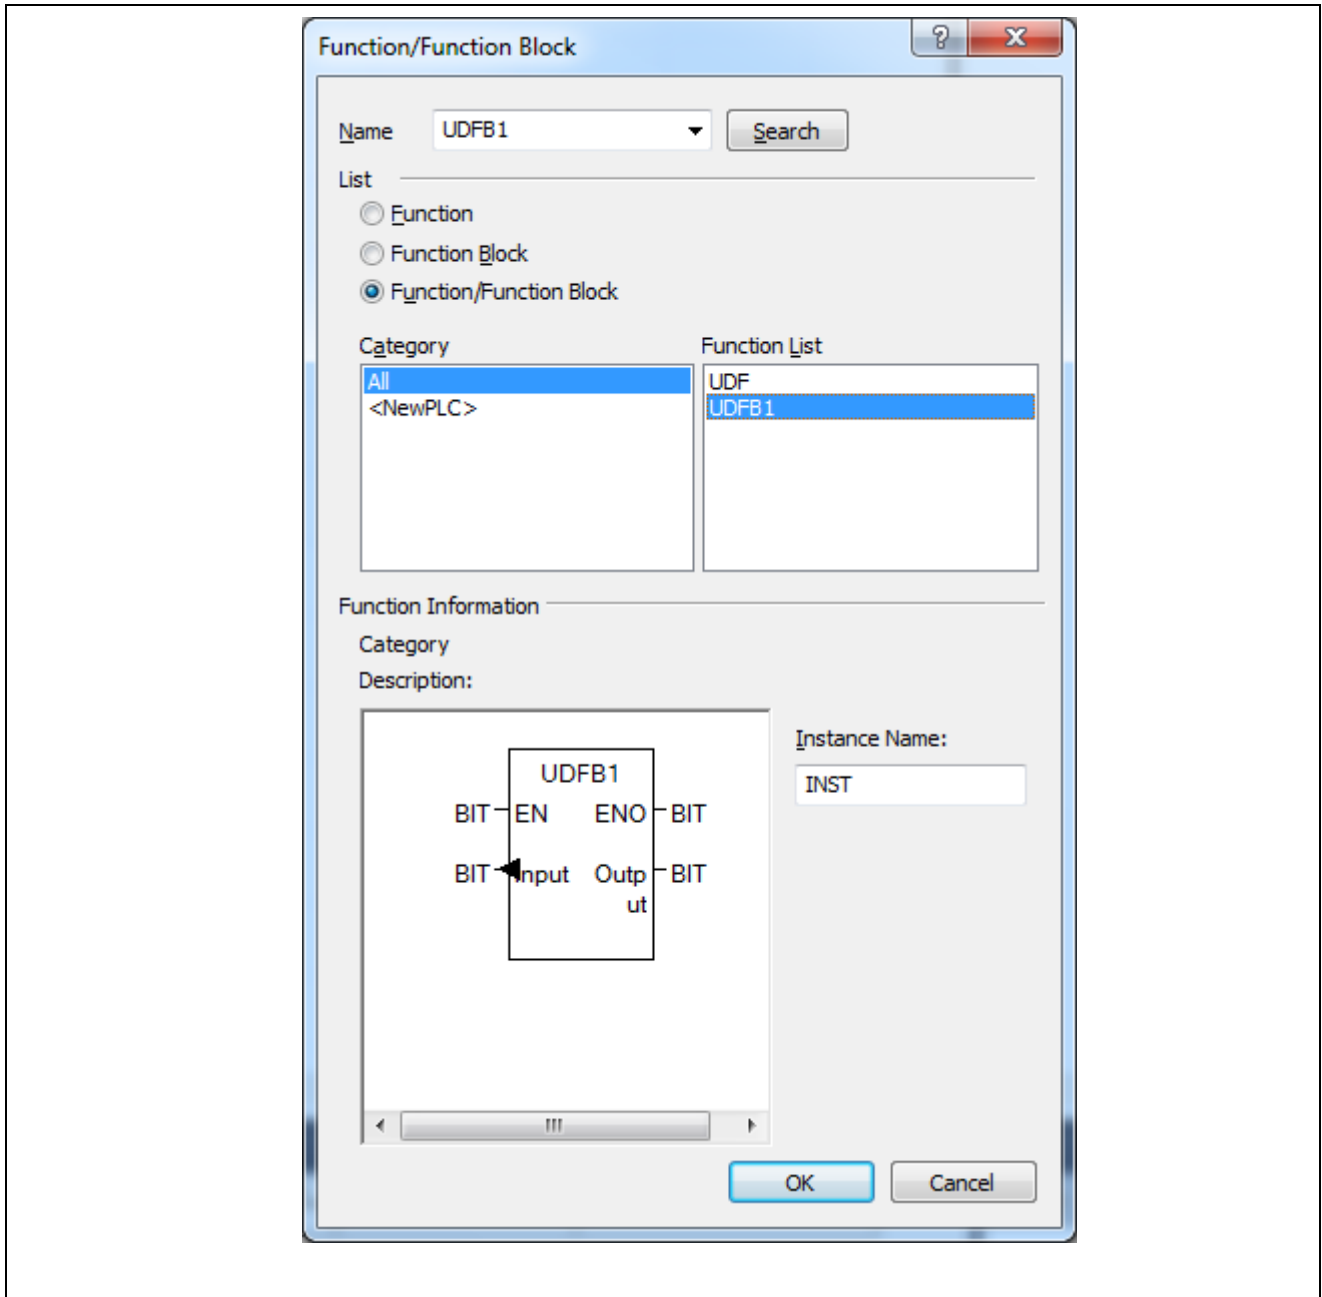 Function/Function Block
Name UDFB1 Search
List
Function
Function Block
Function/Function Block
Category Function List
All UDF
<NewPLC> UDFB1
Function Information
Category
Description:
Instance Name:
INST
UDFB1
BIT EN ENO BIT
BIT Input Outp BIT
ut
OK Cancel